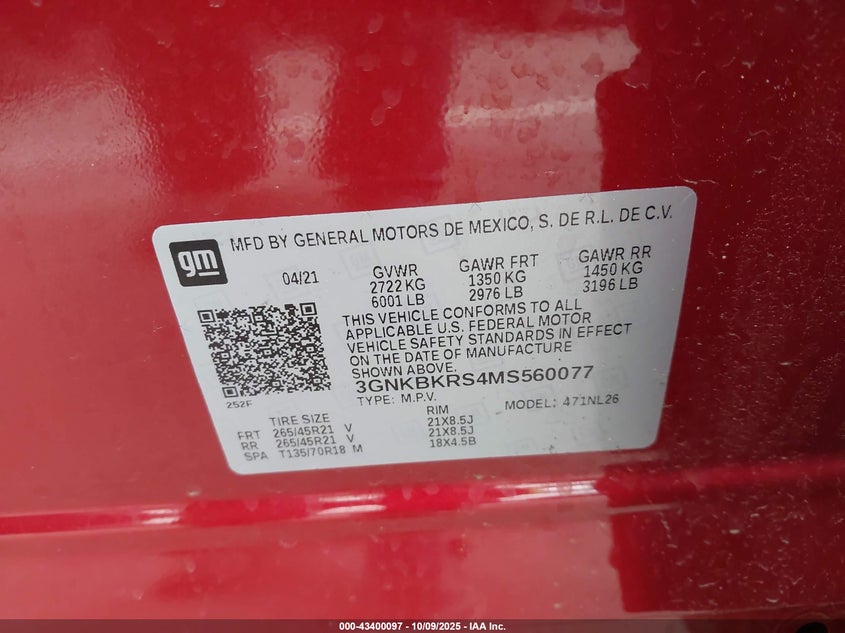 gm
MFD BY GENERAL MOTORS DE MEXICO, S. DE R.L. DE C.V.
04/21 GVWR GAWR FRT GAWR RR
2722 KG 1350 KG 1450 KG
6001 LB 2976 LB 3196 LB
THIS VEHICLE CONFORMS TO ALL
APPLICABLE U.S. FEDERAL MOTOR
VEHICLE SAFETY STANDARDS IN EFFECT
ON THE DATE OF MANUFACTURE
SHOWN ABOVE.
3GNKBKRS4MS560077
252F
TYPE: M.P.V. MODEL: 471NL26
TIRE SIZE RIM
FRT 265/45R21 V 21X8.5J
RR 265/45R21 V 21X8.5J
SPA T135/70R18 M 18X4.5B
000-43400097 - 10/09/2025 - IAA Inc.